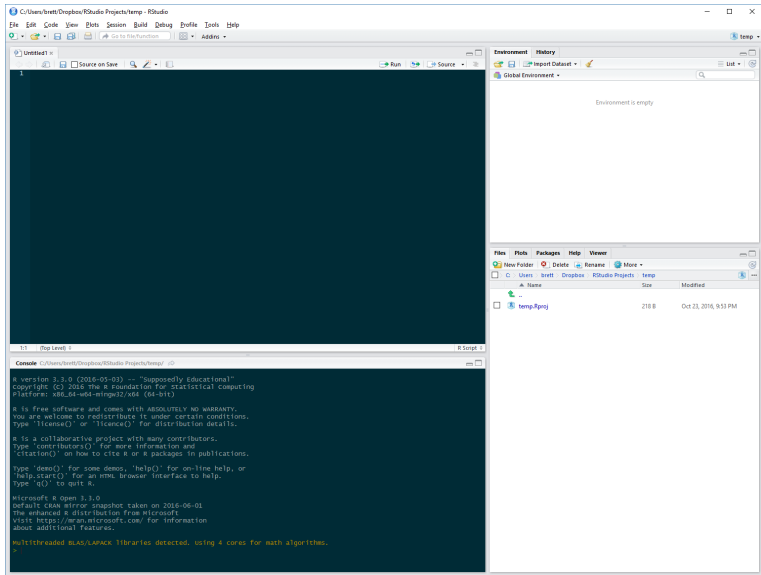 C:/Users/brett/Dropbox/RStudio Projects/temp - RStudio
File Edit Code View Plots Session Build Debug Profile Tools Help
Go to file/function Addins temp
Untitled1
Source on Save Run Source
1
1:1 (Top Level) R Script
Console C:/Users/brett/Dropbox/RStudio Projects/temp/
R version 3.3.0 (2016-05-03) -- "Supposedly Educational"
Copyright (C) 2016 The R Foundation for Statistical Computing
Platform: x86_64-w64-mingw32/x64 (64-bit)
R is free software and comes with ABSOLUTELY NO WARRANTY.
You are welcome to redistribute it under certain conditions.
Type 'license()' or 'licence()' for distribution details.
R is a collaborative project with many contributors.
Type 'contributors()' for more information and
'citation()' on how to cite R or R packages in publications.
Type 'demo()' for some demos, 'help()' for on-line help, or
'help.start()' for an HTML browser interface to help.
Type 'q()' to quit R.
Microsoft R Open 3.3.0
Default CRAN mirror snapshot taken on 2016-06-01
The enhanced R distribution from Microsoft
Visit https://mran.microsoft.com/ for information
about additional features.
Multithreaded BLAS/LAPACK libraries detected. Using 4 cores for math algorithms.
>
Environment History
Import Dataset List
Global Environment
Environment is empty
Files Plots Packages Help Viewer
New Folder Delete Rename More
C: Users brett Dropbox RStudio Projects temp
Name Size Modified
..
temp.Rproj 218 B Oct 23, 2016, 9:53 PM